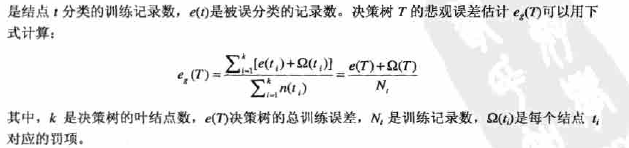 是结点 t 分类的训练记录数，e(t)是被误分类的记录数。决策树 T 的悲观误差估计 e_g(T)可以用下
式计算：
e_g(T) = \frac{\sum_{i=1}^{k}[e(t_i)+Ω(t_i)]}{\sum_{i=1}^{k} n(t_i)} = \frac{e(T)+Ω(T)}{N_t}
其中，k 是决策树的叶结点数，e(T)决策树的总训练误差，N_t 是训练记录数，Ω(t_i)是每个结点 t_i
对应的罚项。